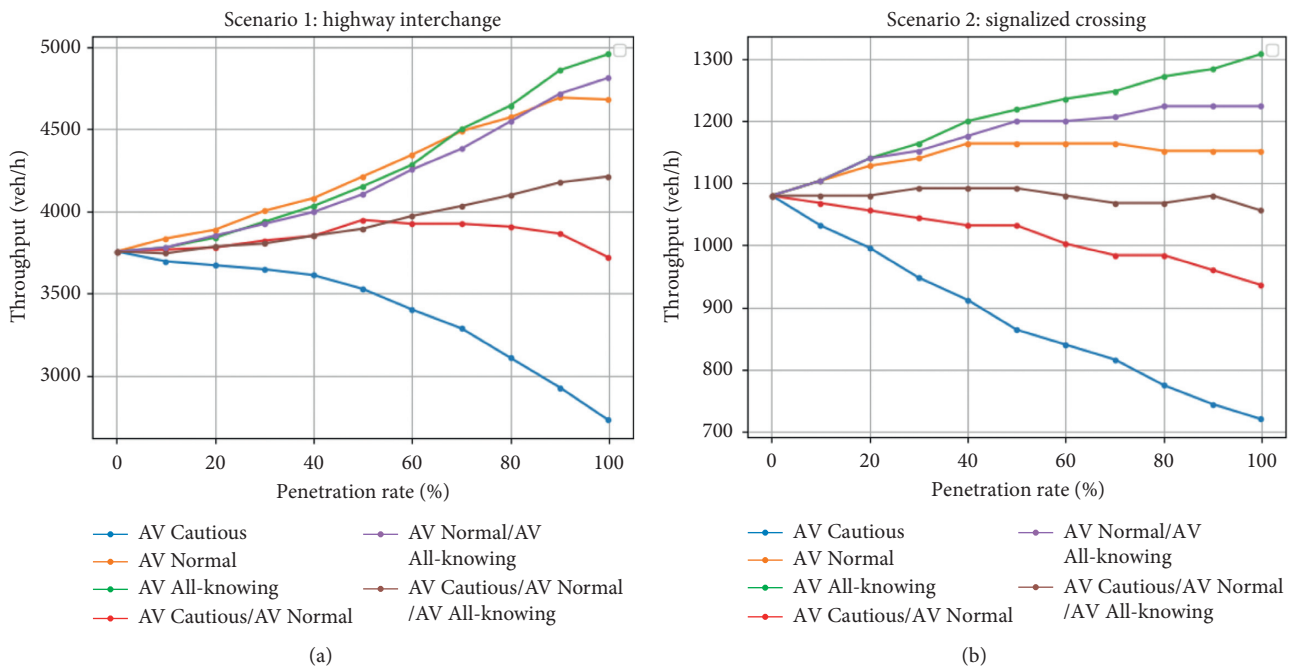 Scenario 1: highway interchange
5000
4500
4000
3500
3000
Throughput (veh/h)
0 20 40 60 80 100
Penetration rate (%)
AV Cautious
AV Normal
AV All-knowing
AV Cautious/AV Normal
AV Normal/AV
All-knowing
AV Cautious/AV Normal
/AV All-knowing
(a)
Scenario 2: signalized crossing
1300
1200
1100
1000
900
800
700
Throughput (veh/h)
0 20 40 60 80 100
Penetration rate (%)
AV Cautious
AV Normal
AV All-knowing
AV Cautious/AV Normal
AV Normal/AV
All-knowing
AV Cautious/AV Normal
/AV All-knowing
(b)